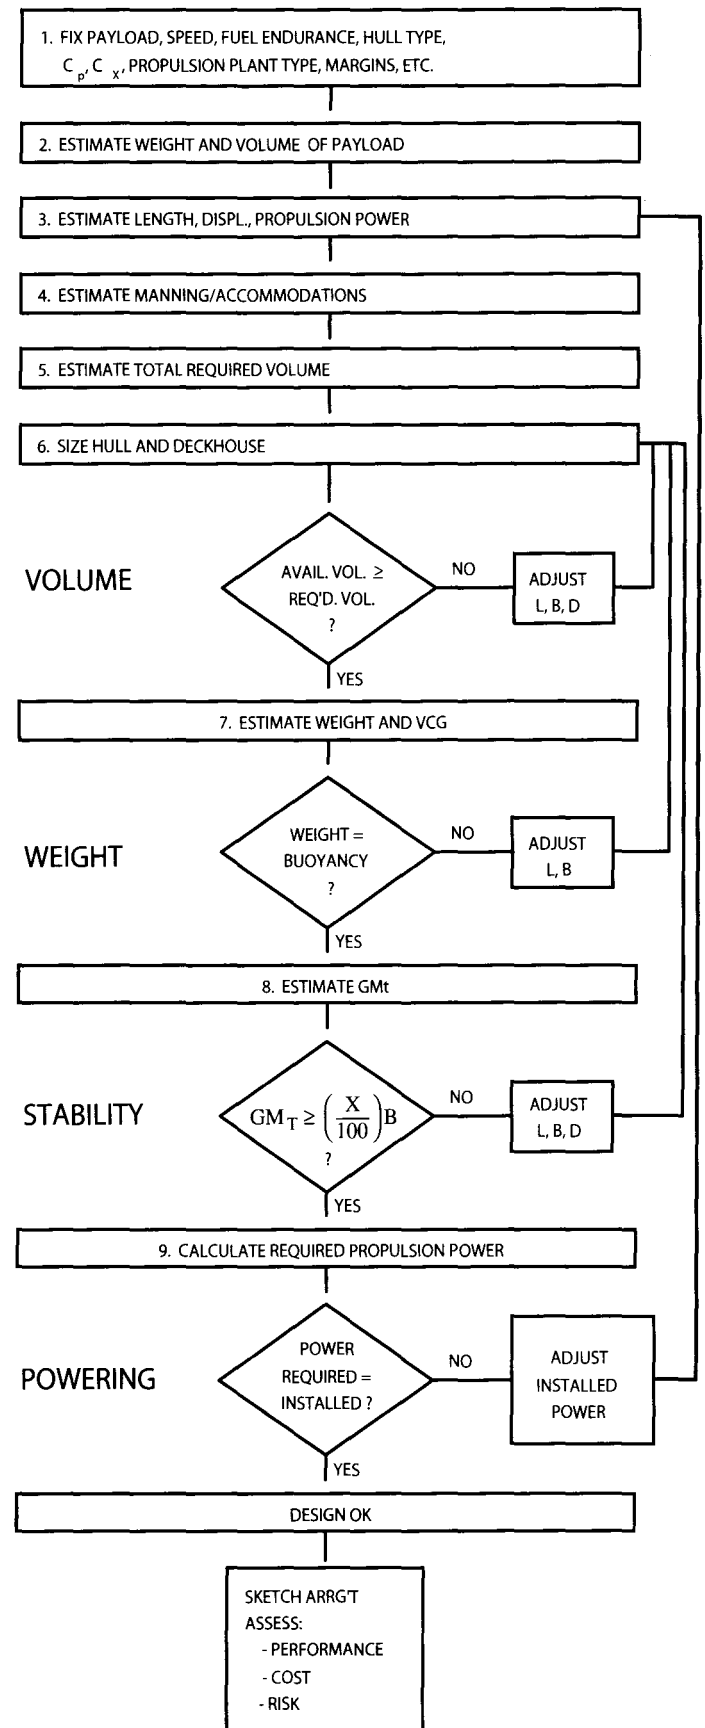 1. FIX PAYLOAD, SPEED, FUEL ENDURANCE, HULL TYPE,
C p, C x, PROPULSION PLANT TYPE, MARGINS, ETC.
2. ESTIMATE WEIGHT AND VOLUME OF PAYLOAD
3. ESTIMATE LENGTH, DISPL., PROPULSION POWER
4. ESTIMATE MANNING/ACCOMMODATIONS
5. ESTIMATE TOTAL REQUIRED VOLUME
6. SIZE HULL AND DECKHOUSE
VOLUME
AVAIL. VOL. ≥
REQ'D. VOL.
?
NO
ADJUST
L, B, D
YES
7. ESTIMATE WEIGHT AND VCG
WEIGHT
WEIGHT =
BUOYANCY
?
NO
ADJUST
L, B
YES
8. ESTIMATE GMt
STABILITY
GM T ≥ (X/100)B
?
NO
ADJUST
L, B, D
YES
9. CALCULATE REQUIRED PROPULSION POWER
POWERING
POWER
REQUIRED =
INSTALLED ?
NO
ADJUST
INSTALLED
POWER
YES
DESIGN OK
SKETCH ARRG'T
ASSESS:
- PERFORMANCE
- COST
- RISK